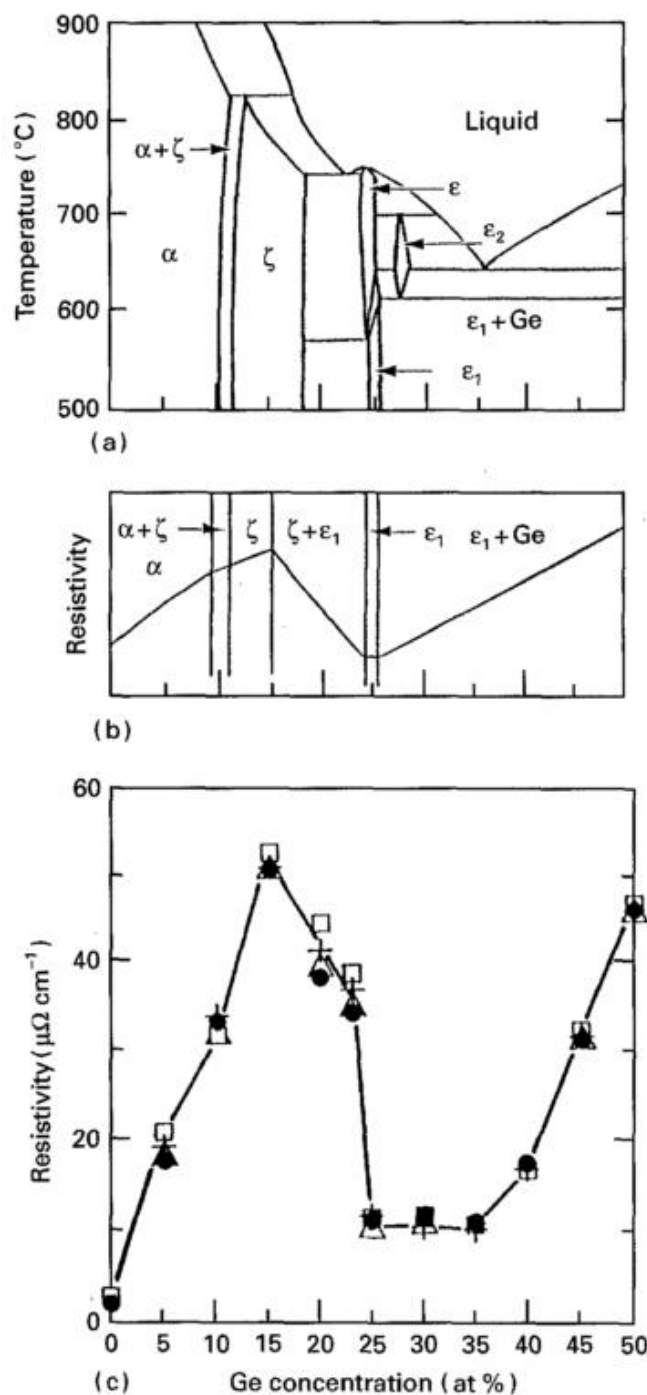 900
800
700
600
500
Temperature (°C)
α+ζ
Liquid
ε
ε₂
α
ζ
ε₁+Ge
ε₁
(a)
α+ζ
ζ
ζ+ε₁
ε₁
ε₁+Ge
α
Resistivity
(b)
60
40
20
0
Resistivity (μΩ cm⁻¹)
0 5 10 15 20 25 30 35 40 45 50
(c) Ge concentration (at %)